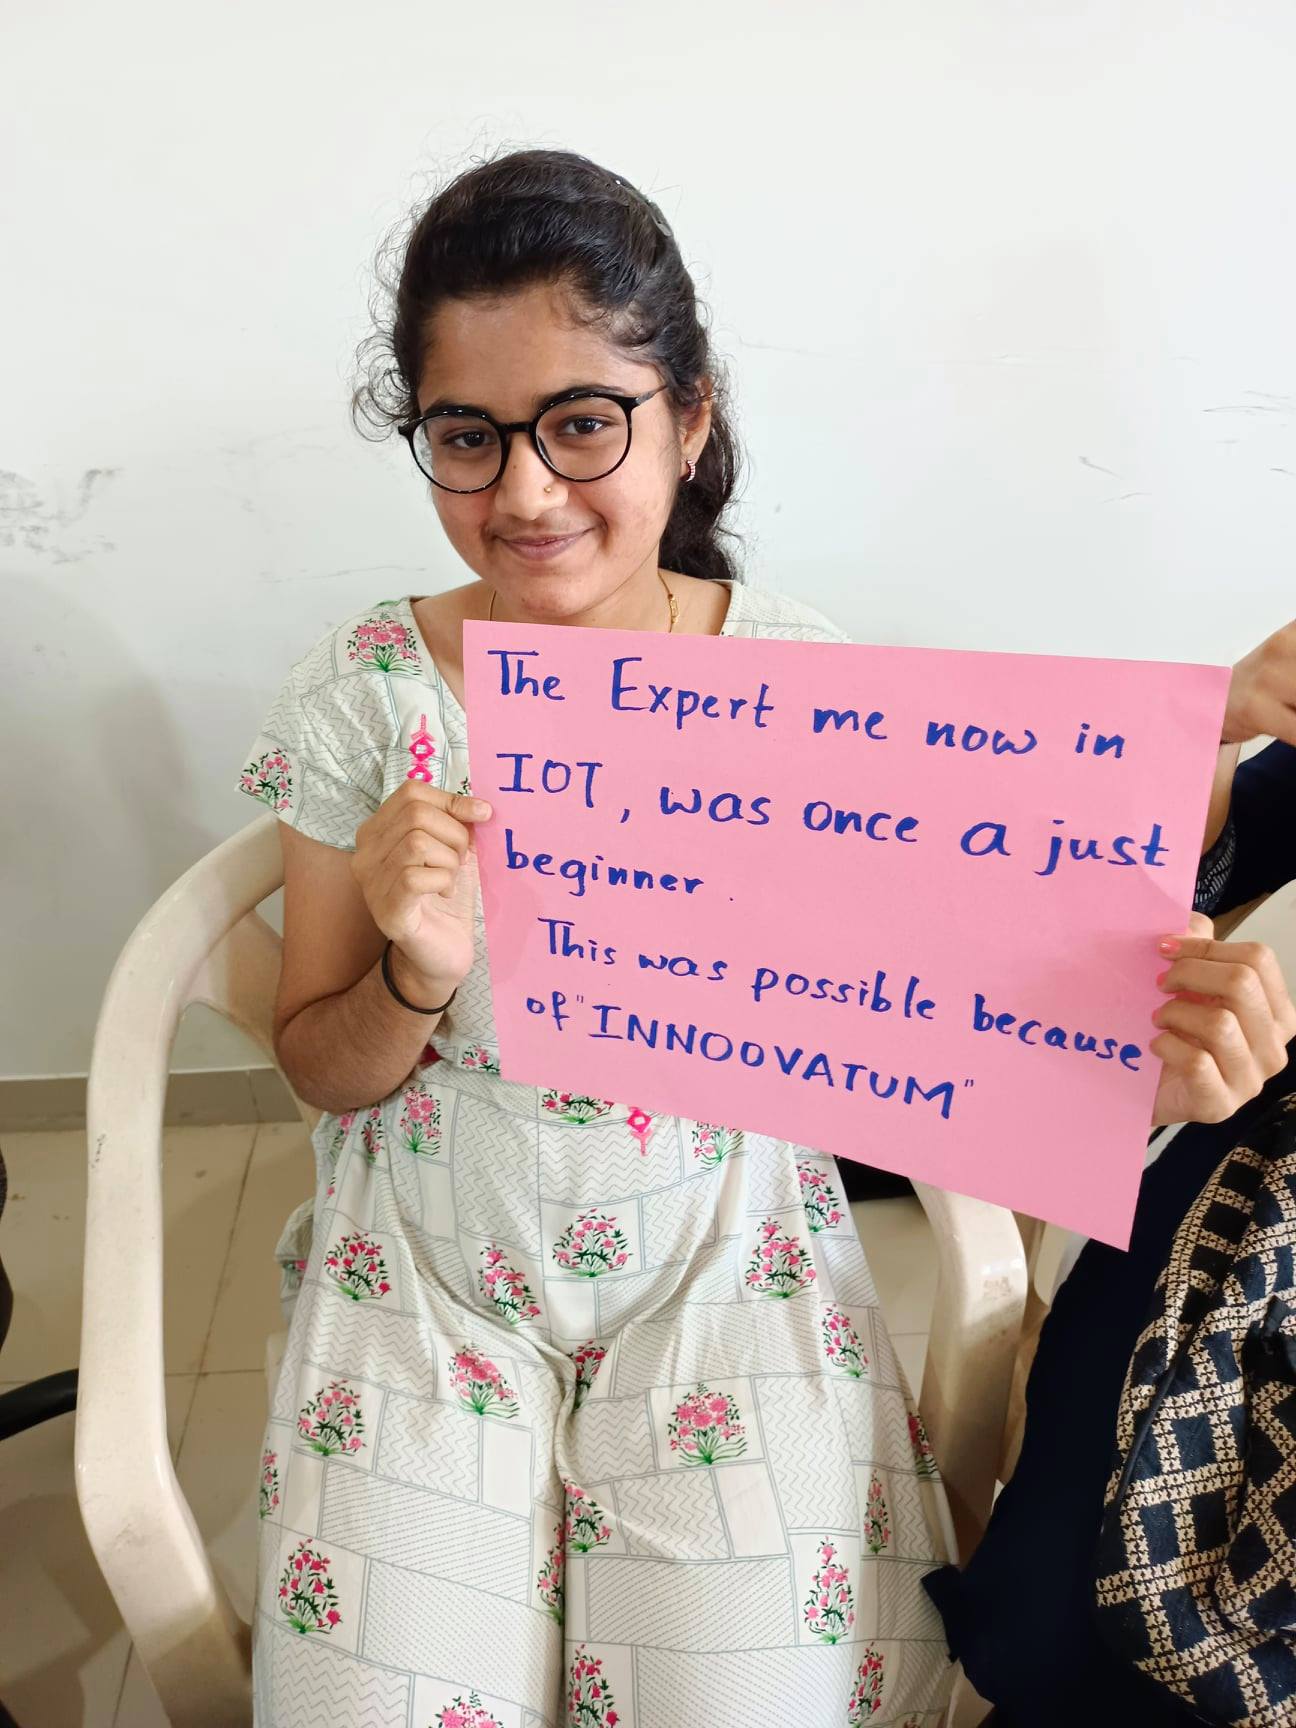 The Expert me now in
IOT, was once a just
beginner.
This was possible because
of "INNOOVATUM"